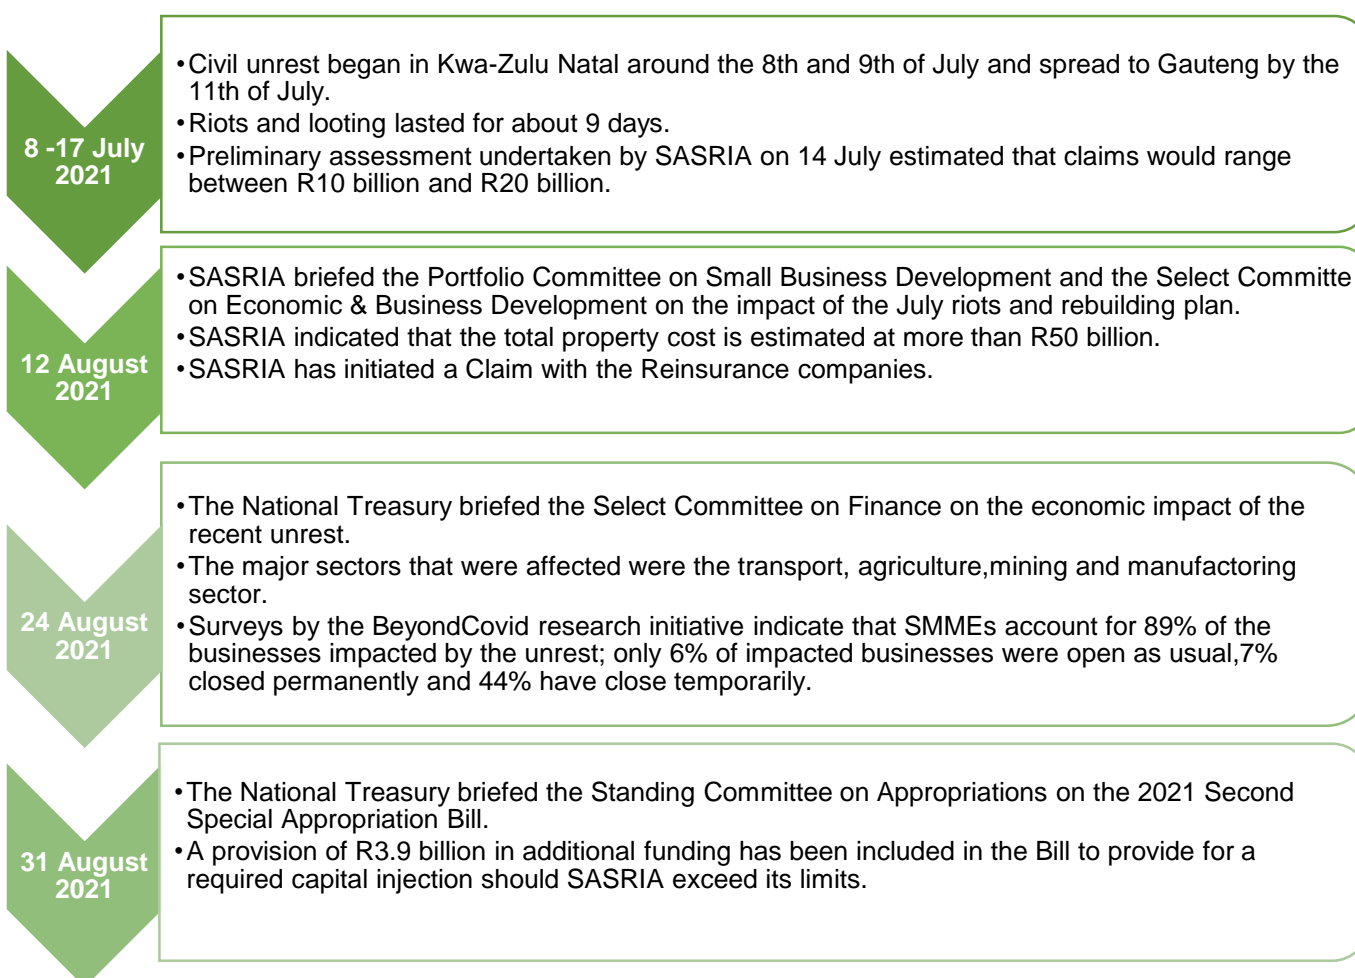 8 -17 July
2021
•Civil unrest began in Kwa-Zulu Natal around the 8th and 9th of July and spread to Gauteng by the
11th of July.
•Riots and looting lasted for about 9 days.
•Preliminary assessment undertaken by SASRIA on 14 July estimated that claims would range
between R10 billion and R20 billion.
12 August
2021
•SASRIA briefed the Portfolio Committee on Small Business Development and the Select Committe
on Economic & Business Development on the impact of the July riots and rebuilding plan.
•SASRIA indicated that the total property cost is estimated at more than R50 billion.
•SASRIA has initiated a Claim with the Reinsurance companies.
24 August
2021
•The National Treasury briefed the Select Committee on Finance on the economic impact of the
recent unrest.
•The major sectors that were affected were the transport, agriculture,mining and manufactoring
sector.
•Surveys by the BeyondCovid research initiative indicate that SMMEs account for 89% of the
businesses impacted by the unrest; only 6% of impacted businesses were open as usual,7%
closed permanently and 44% have close temporarily.
31 August
2021
•The National Treasury briefed the Standing Committee on Appropriations on the 2021 Second
Special Appropriation Bill.
•A provision of R3.9 billion in additional funding has been included in the Bill to provide for a
required capital injection should SASRIA exceed its limits.